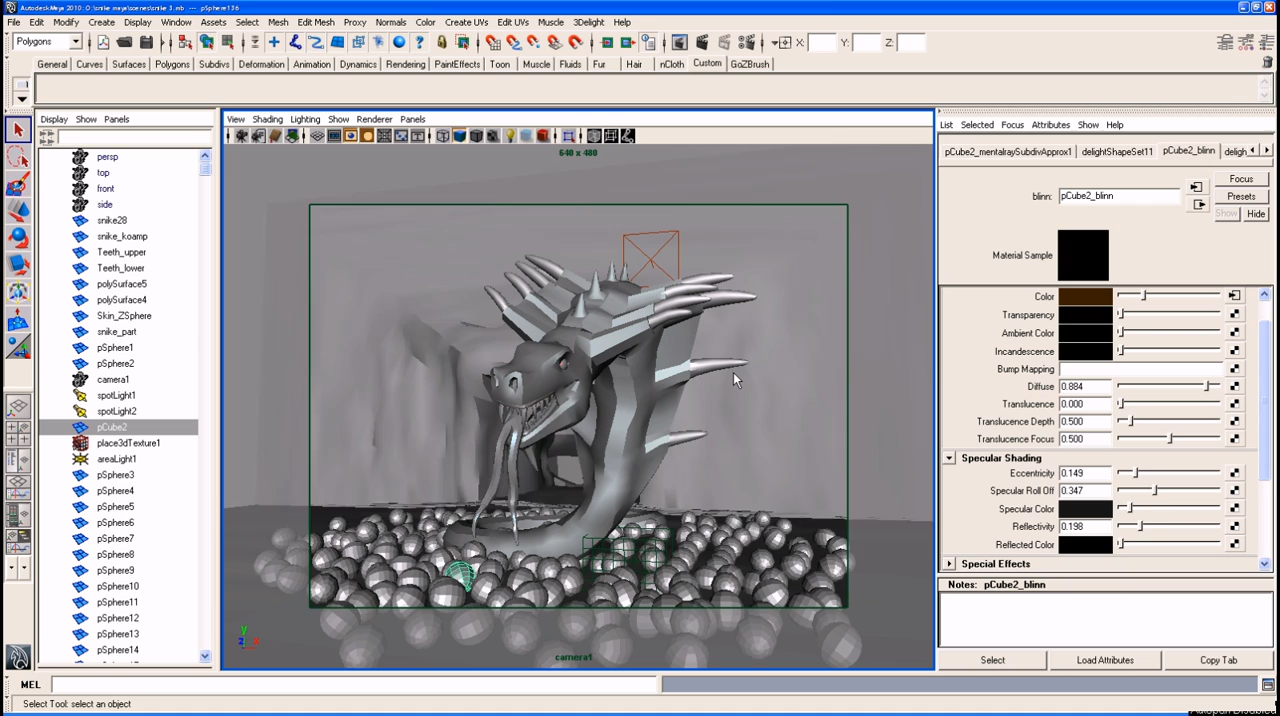 Autodesk Maya 2010: D:\snike maya\scenes\snike 3.mb --- pSphere136
File Edit Modify Create Display Window Assets Select Mesh Edit Mesh Proxy Normals Color Create UVs Edit UVs Muscle 3Delight Help
Polygons X: Y: Z:
General Curves Surfaces Polygons Subdivs Deformation Animation Dynamics Rendering PaintEffects Toon Muscle Fluids Fur Hair nCloth Custom GoZBrush
Display Show Panels
View Shading Lighting Show Renderer Panels
List Selected Focus Attributes Show Help
640 x 480
pCube2_mentalraySubdivApprox1 delightShapeSet11 pCube2_blinn deligh
persp
top
front
side
snike28
snike_koamp
Teeth_upper
Teeth_lower
polySurface5
polySurface4
Skin_ZSphere
snike_part
pSphere1
pSphere2
camera1
spotLight1
spotLight2
pCube2
place3dTexture1
areaLight1
pSphere3
pSphere4
pSphere5
pSphere6
pSphere7
pSphere8
pSphere9
pSphere10
pSphere11
pSphere12
pSphere13
pSphere14
y
z x
camera1
Focus
blinn: pCube2_blinn Presets
Show Hide
Material Sample
Color
Transparency
Ambient Color
Incandescence
Bump Mapping
Diffuse 0.884
Translucence 0.000
Translucence Depth 0.500
Translucence Focus 0.500
Specular Shading
Eccentricity 0.149
Specular Roll Off 0.347
Specular Color
Reflectivity 0.198
Reflected Color
Special Effects
Notes: pCube2_blinn
Select Load Attributes Copy Tab
MEL
Select Tool: select an object